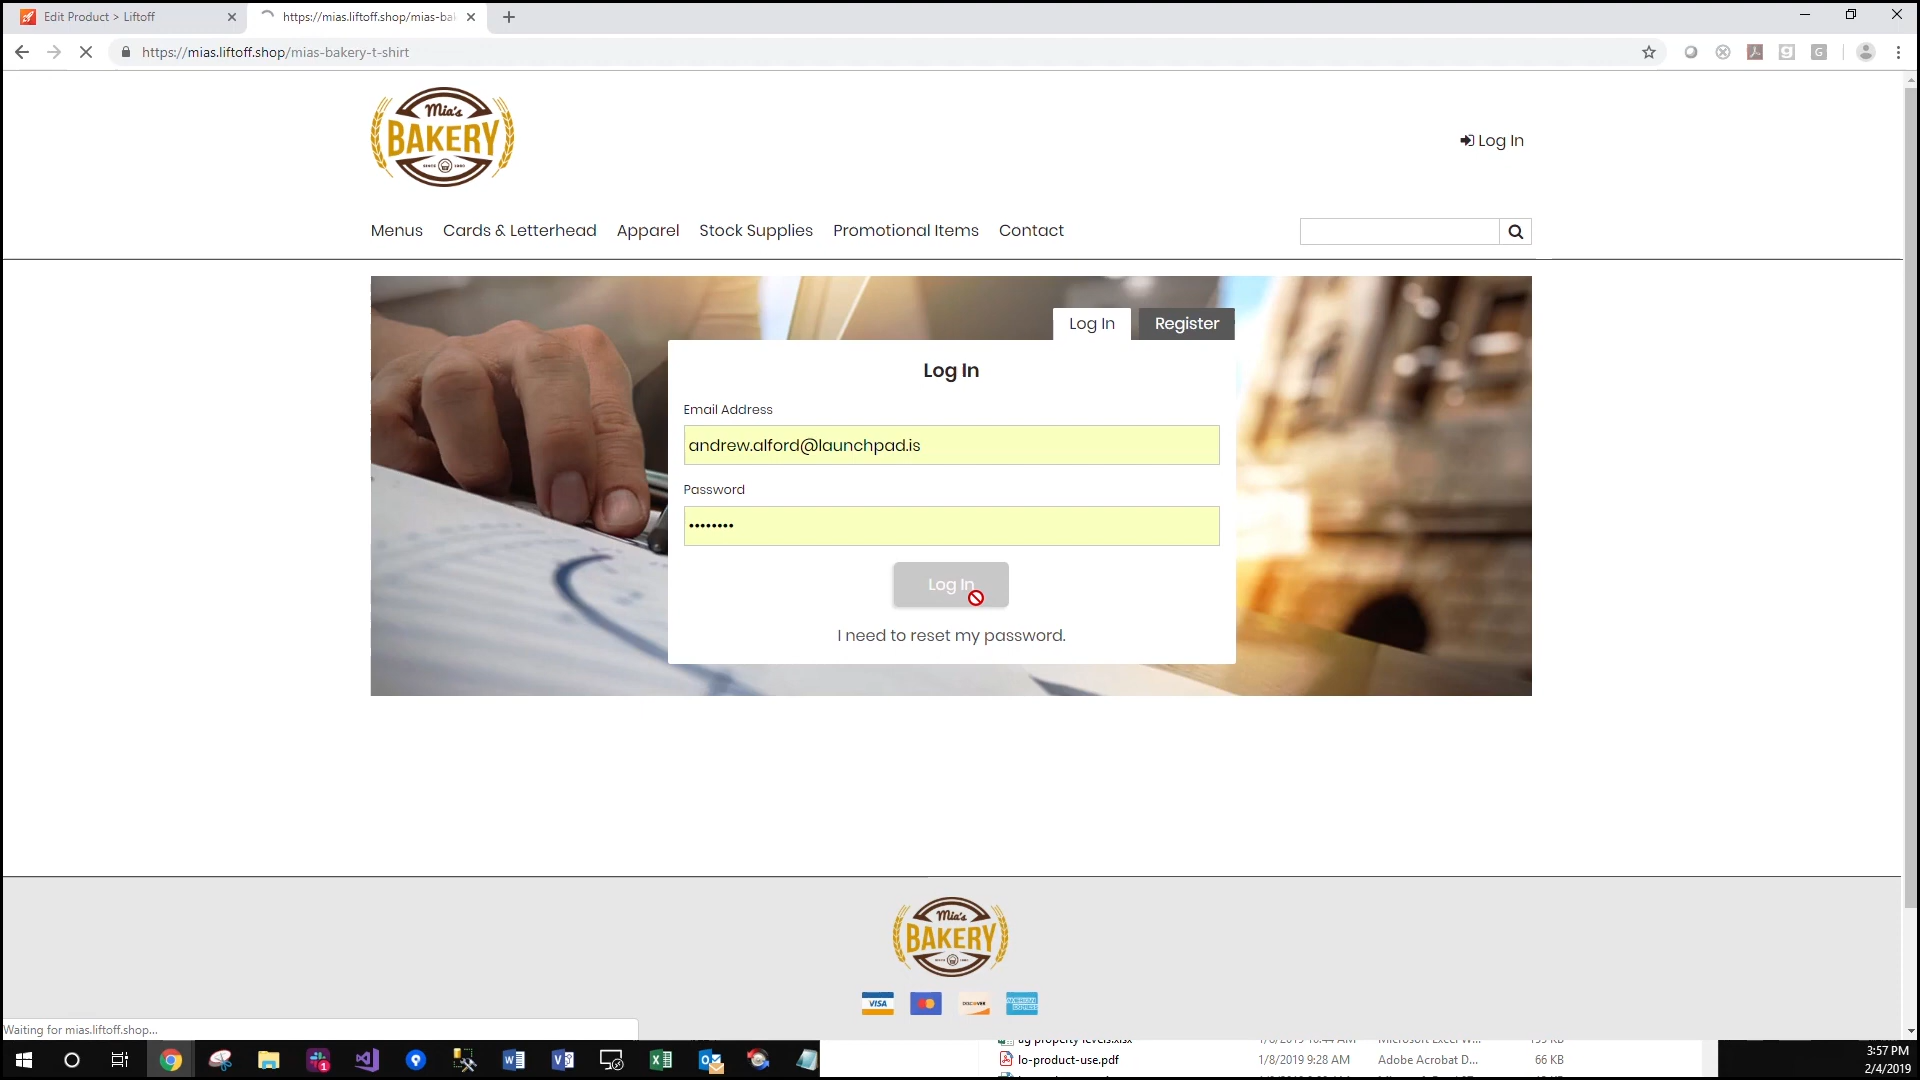 Edit Product > Liftoff
https://mias.liftoff.shop/mias-bak
https://mias.liftoff.shop/mias-bakery-t-shirt
Mia's
BAKERY
Log In
Menus
Cards & Letterhead
Apparel
Stock Supplies
Promotional Items
Contact
Log In
Register
Log In
Email Address
andrew.alford@launchpad.is
Password
••••••••
Log In
I need to reset my password.
Mia's
BAKERY
VISA
DISCOVER
Waiting for mias.liftoff.shop...
lo-product-use.pdf
1/8/2019 9:28 AM
Adobe Acrobat D...
66 KB
3:57 PM
2/4/2019